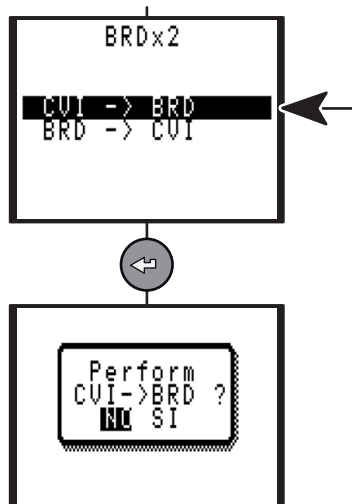 BRDx2
CVI -> BRD
BRD -> CVI
Perform
CVI->BRD ?
NO SI